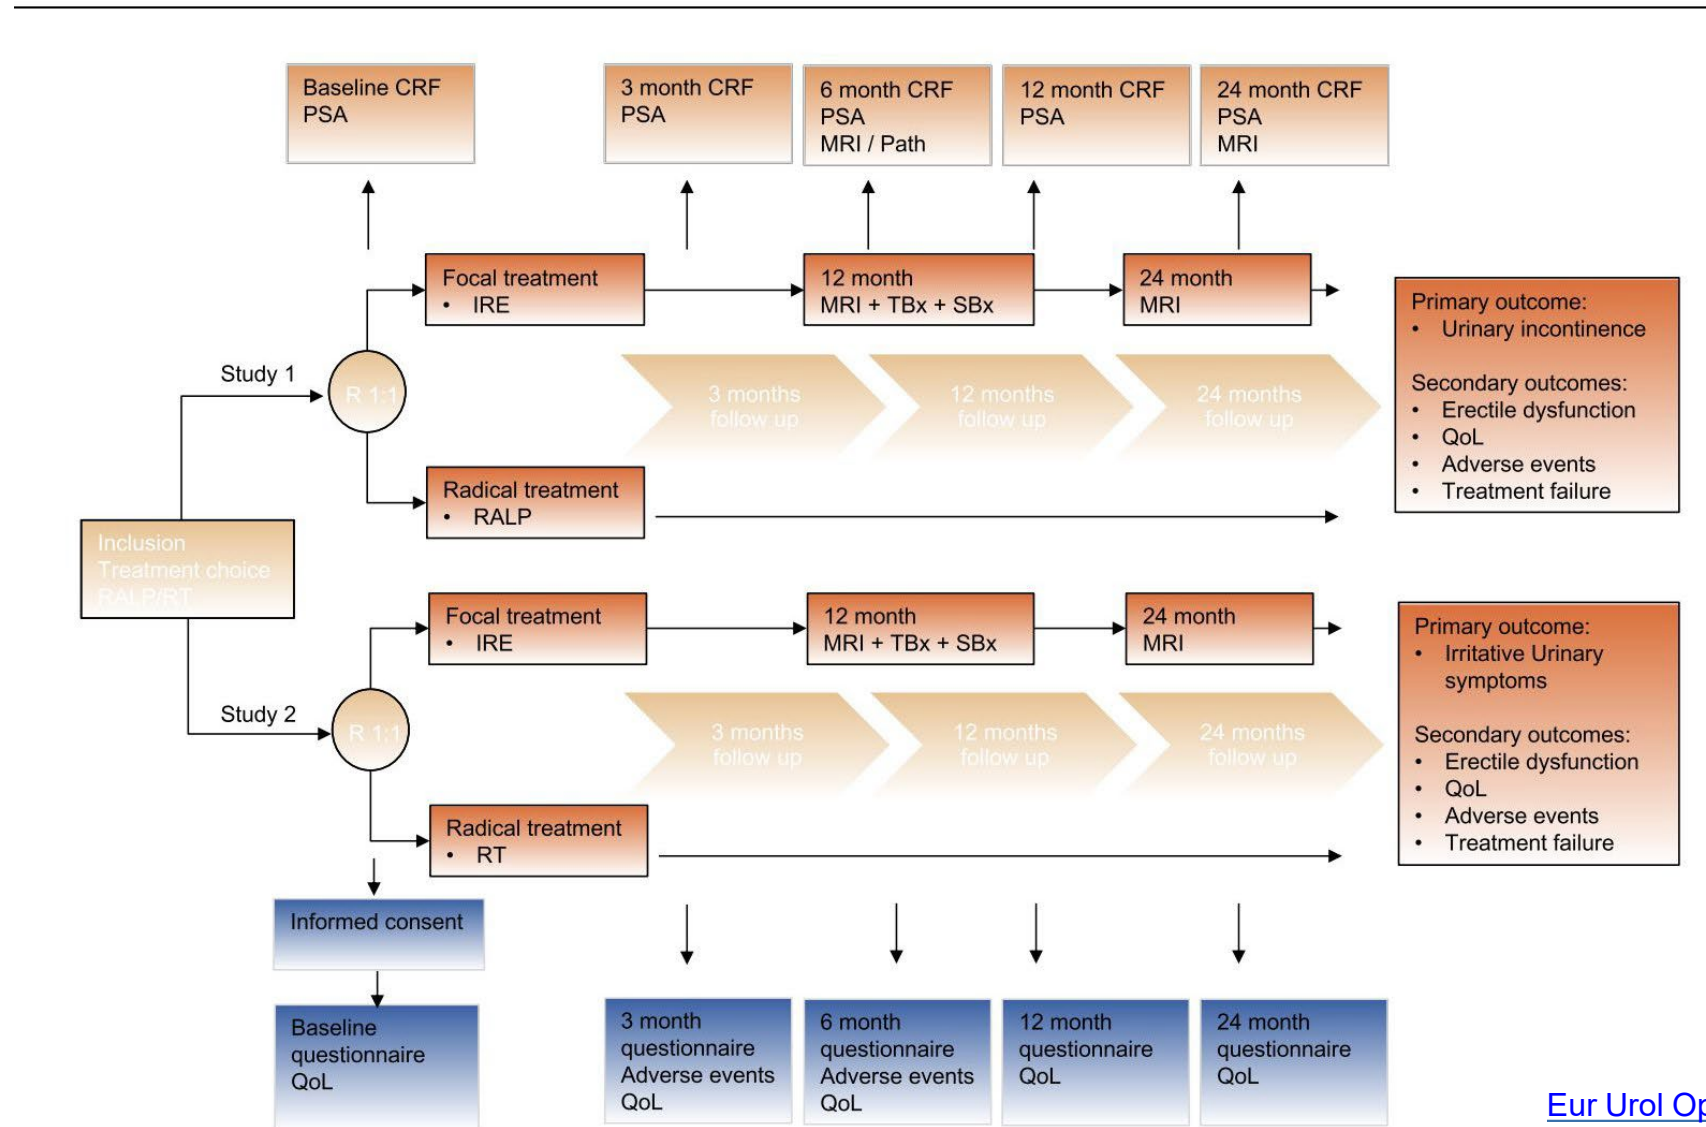 Baseline CRF
PSA
3 month CRF
PSA
6 month CRF
PSA
MRI / Path
12 month CRF
PSA
24 month CRF
PSA
MRI
Focal treatment
• IRE
12 month
MRI + TBx + SBx
24 month
MRI
Primary outcome:
• Urinary incontinence
Secondary outcomes:
• Erectile dysfunction
• QoL
• Adverse events
• Treatment failure
Study 1
R 1:1
3 months
follow up
12 months
follow up
24 months
follow up
Radical treatment
• RALP
Inclusion
Treatment choice
RALP/RT
Focal treatment
• IRE
12 month
MRI + TBx + SBx
24 month
MRI
Primary outcome:
• Irritative Urinary
symptoms
Secondary outcomes:
• Erectile dysfunction
• QoL
• Adverse events
• Treatment failure
Study 2
R 1:1
3 months
follow up
12 months
follow up
24 months
follow up
Radical treatment
• RT
Informed consent
Baseline
questionnaire
QoL
3 month
questionnaire
Adverse events
QoL
6 month
questionnaire
Adverse events
QoL
12 month
questionnaire
QoL
24 month
questionnaire
QoL
Eur Urol Op